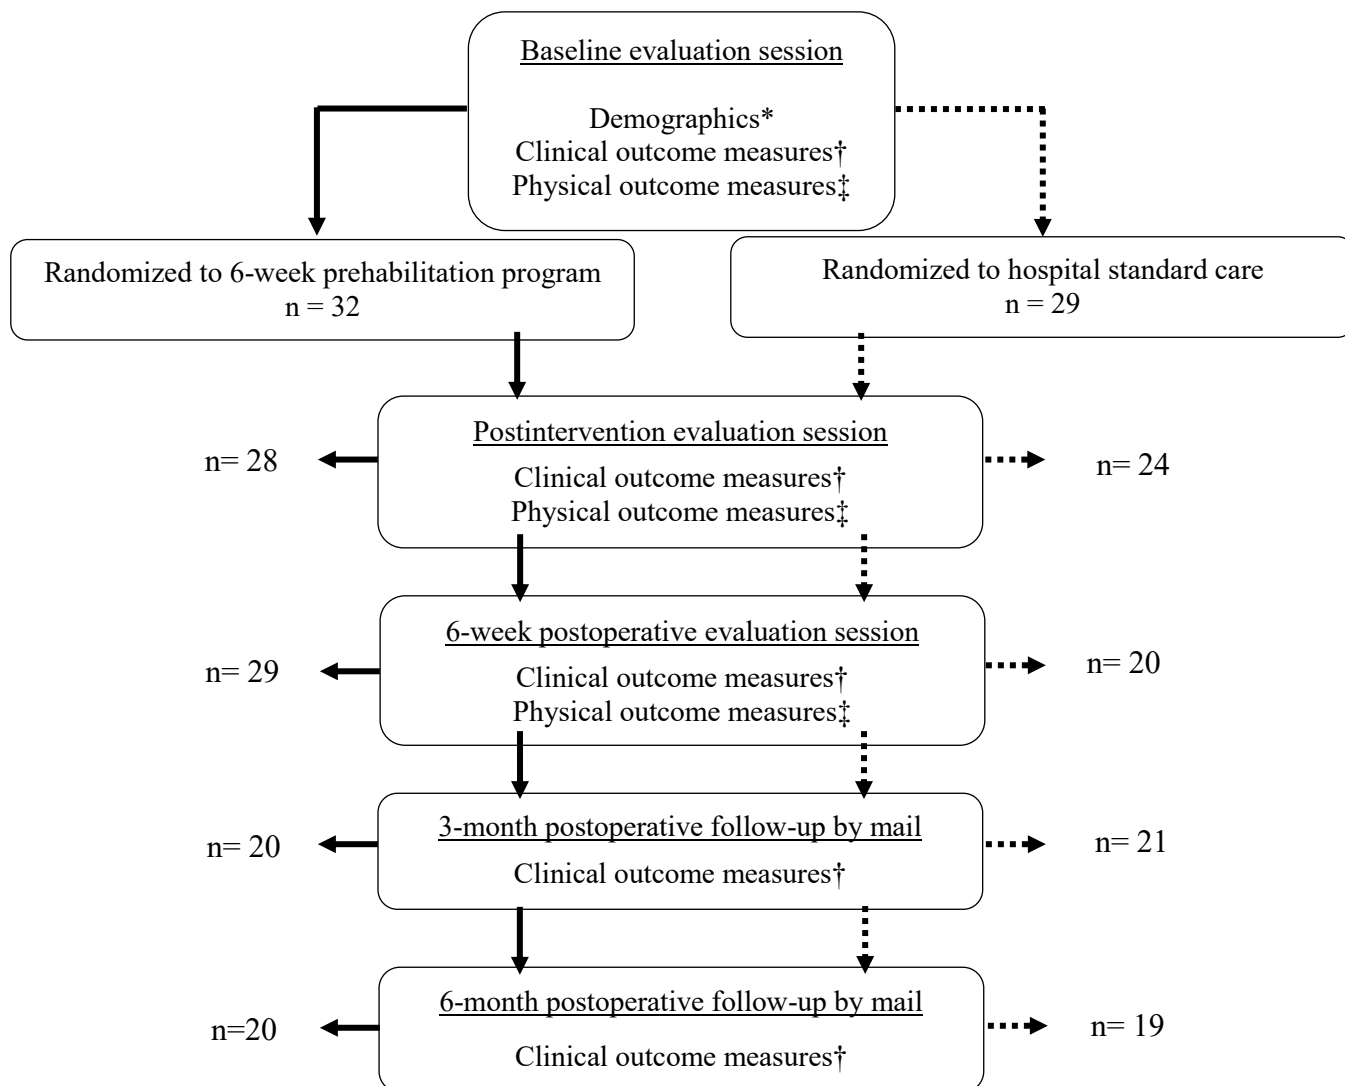 Baseline evaluation session
Demographics*
Clinical outcome measures†
Physical outcome measures‡
Randomized to 6-week prehabilitation program
n = 32
Randomized to hospital standard care
n = 29
Postintervention evaluation session
Clinical outcome measures†
Physical outcome measures‡
n= 28
n= 24
6-week postoperative evaluation session
Clinical outcome measures†
Physical outcome measures‡
n= 29
n= 20
3-month postoperative follow-up by mail
Clinical outcome measures†
n= 20
n= 21
6-month postoperative follow-up by mail
Clinical outcome measures†
n=20
n= 19